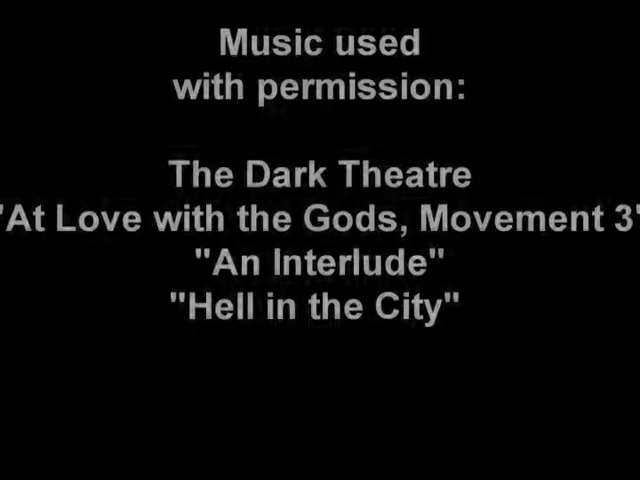 Music used
with permission:
The Dark Theatre
"At Love with the Gods, Movement 3"
"An Interlude"
"Hell in the City"